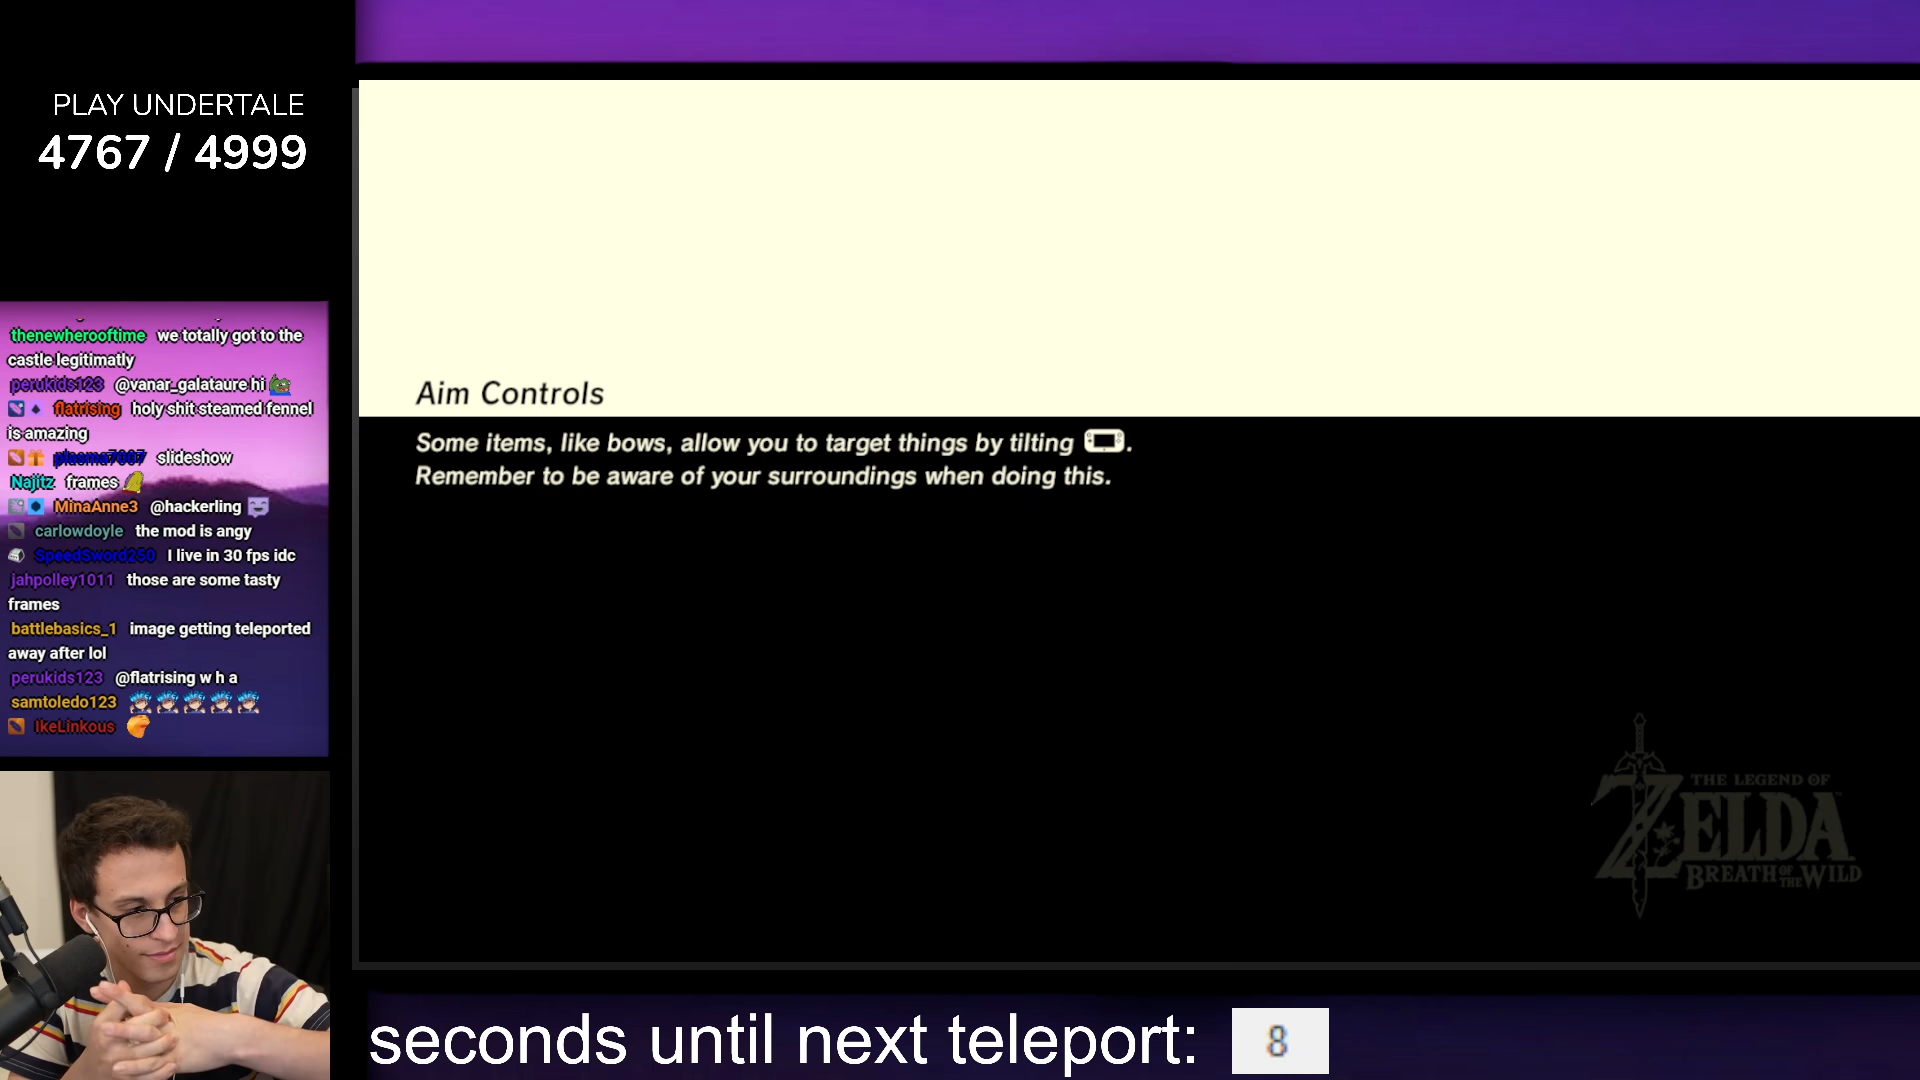 PLAY UNDERTALE
4767 / 4999
thenewherooftime we totally got to the
castle legitimatly
perukids123 @vanar_galataure hi
flatrising holy shit steamed fennel
is amazing
plasma7007 slideshow
Najitz frames
MinaAnne3 @hackerling
carlowdoyle the mod is angy
SpeedSword250 I live in 30 fps idc
jahpolley1011 those are some tasty
frames
battlebasics_1 image getting teleported
away after lol
perukids123 @flatrising w h a
samtoledo123
IkeLinkous
Aim Controls
Some items, like bows, allow you to target things by tilting .
Remember to be aware of your surroundings when doing this.
THE LEGEND OF
ZELDA
BREATH OF THE WILD
seconds until next teleport: 8